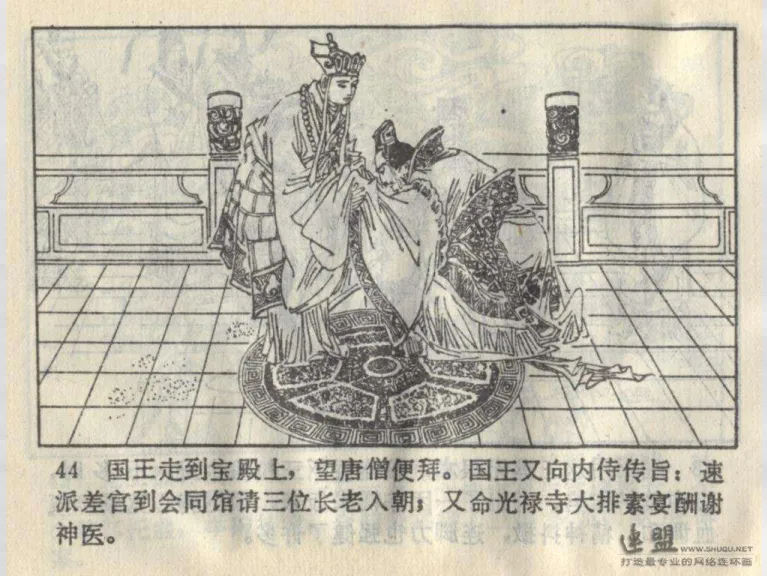 44 国王走到宝殿上，望唐僧便拜。国王又向内侍传旨：速
派差官到会同馆请三位长老入朝；又命光禄寺大排素宴酬谢
神医。
连盟
WWW.SHUQU.NET
打造最专业的网络连环画